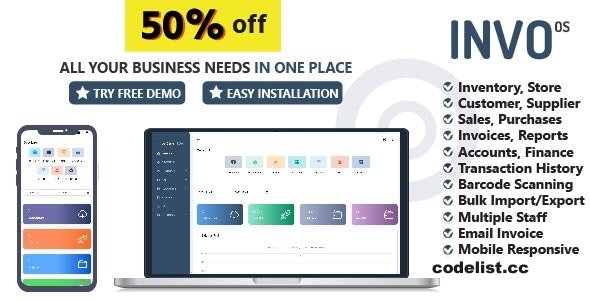 50% off
ALL YOUR BUSINESS NEEDS IN ONE PLACE
TRY FREE DEMO
EASY INSTALLATION
INVO OS
Inventory, Store
Customer, Supplier
Sales, Purchases
Invoices, Reports
Accounts, Finance
Transaction History
Barcode Scanning
Bulk Import/Export
Multiple Staff
Email Invoice
Mobile Responsive
codelist.cc